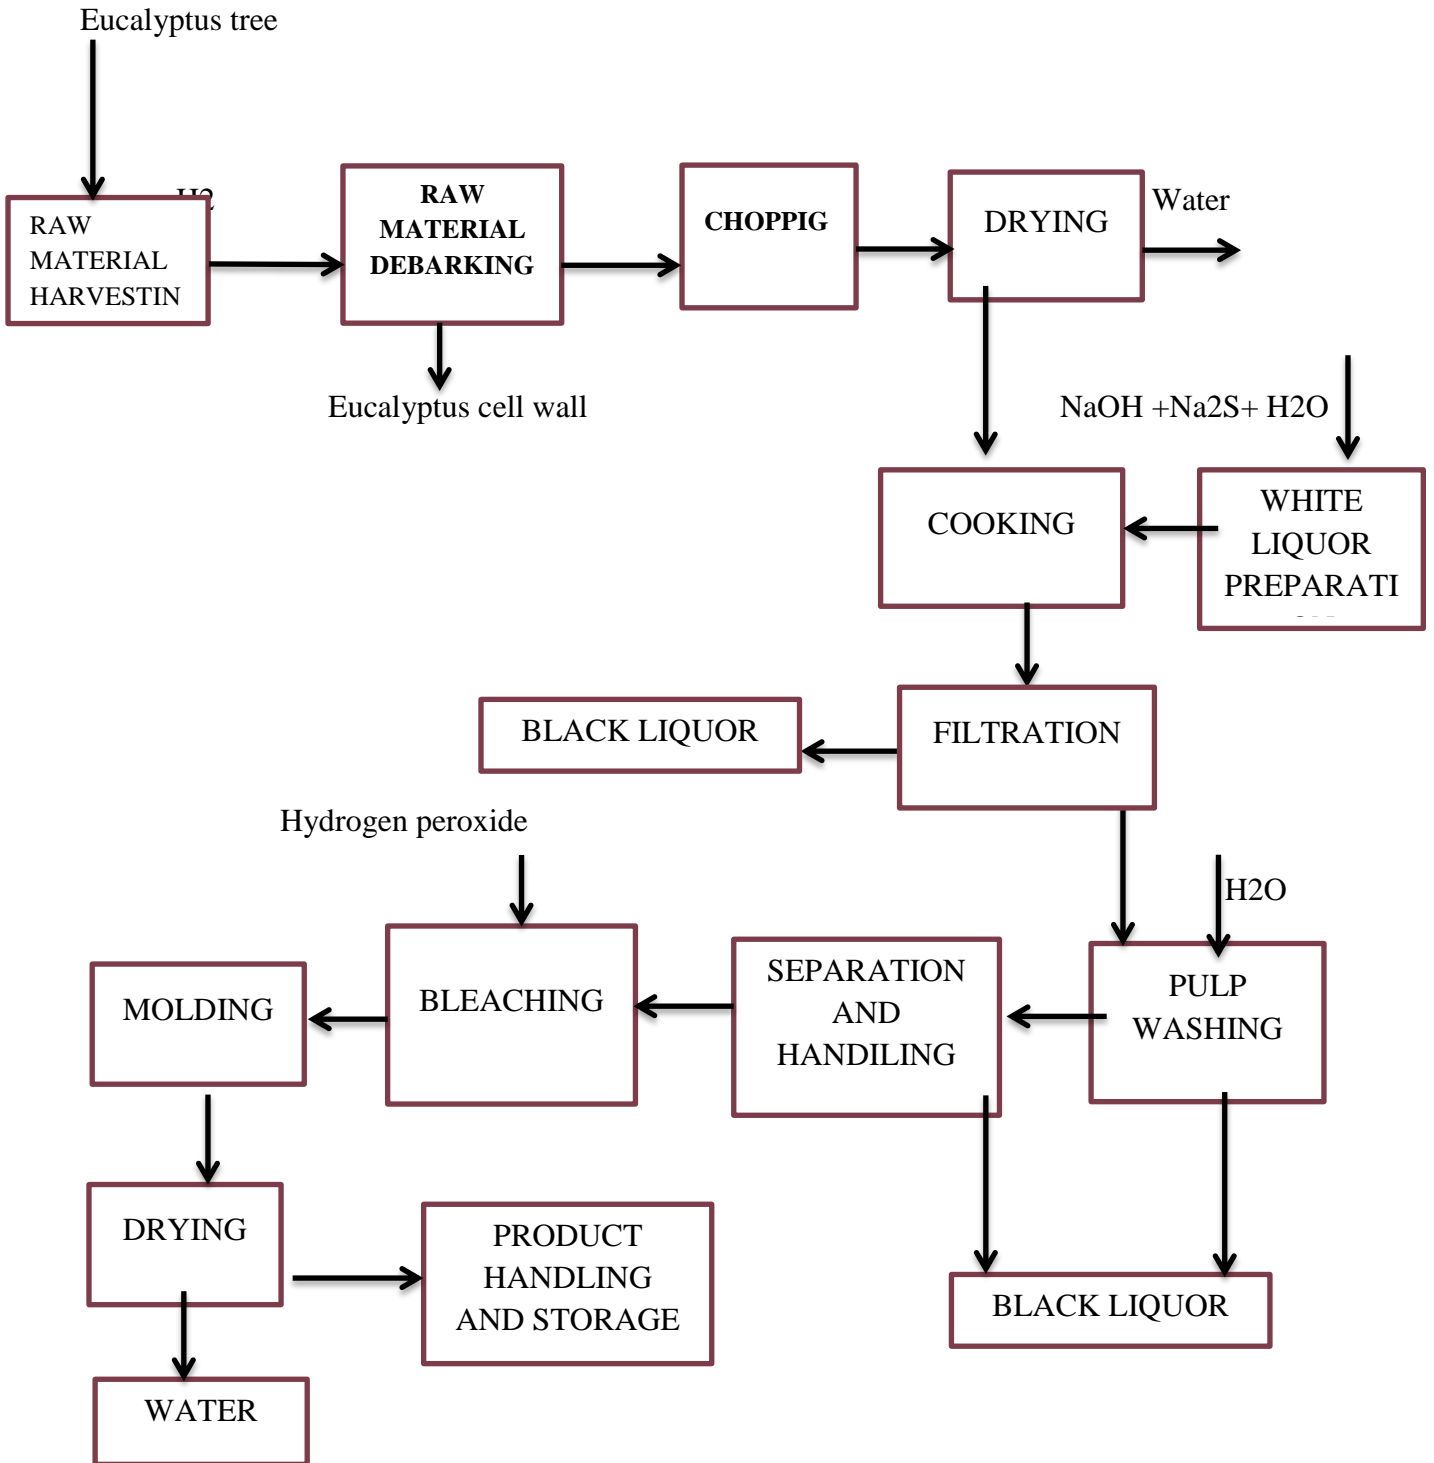 Eucalyptus tree
H2
RAW
MATERIAL
HARVESTIN
RAW
MATERIAL
DEBARKING
CHOPPIG
DRYING
Water
Eucalyptus cell wall
NaOH +Na2S+ H2O
COOKING
WHITE
LIQUOR
PREPARATI
BLACK LIQUOR
FILTRATION
Hydrogen peroxide
H2O
MOLDING
BLEACHING
SEPARATION
AND
HANDILING
PULP
WASHING
DRYING
PRODUCT
HANDLING
AND STORAGE
BLACK LIQUOR
WATER